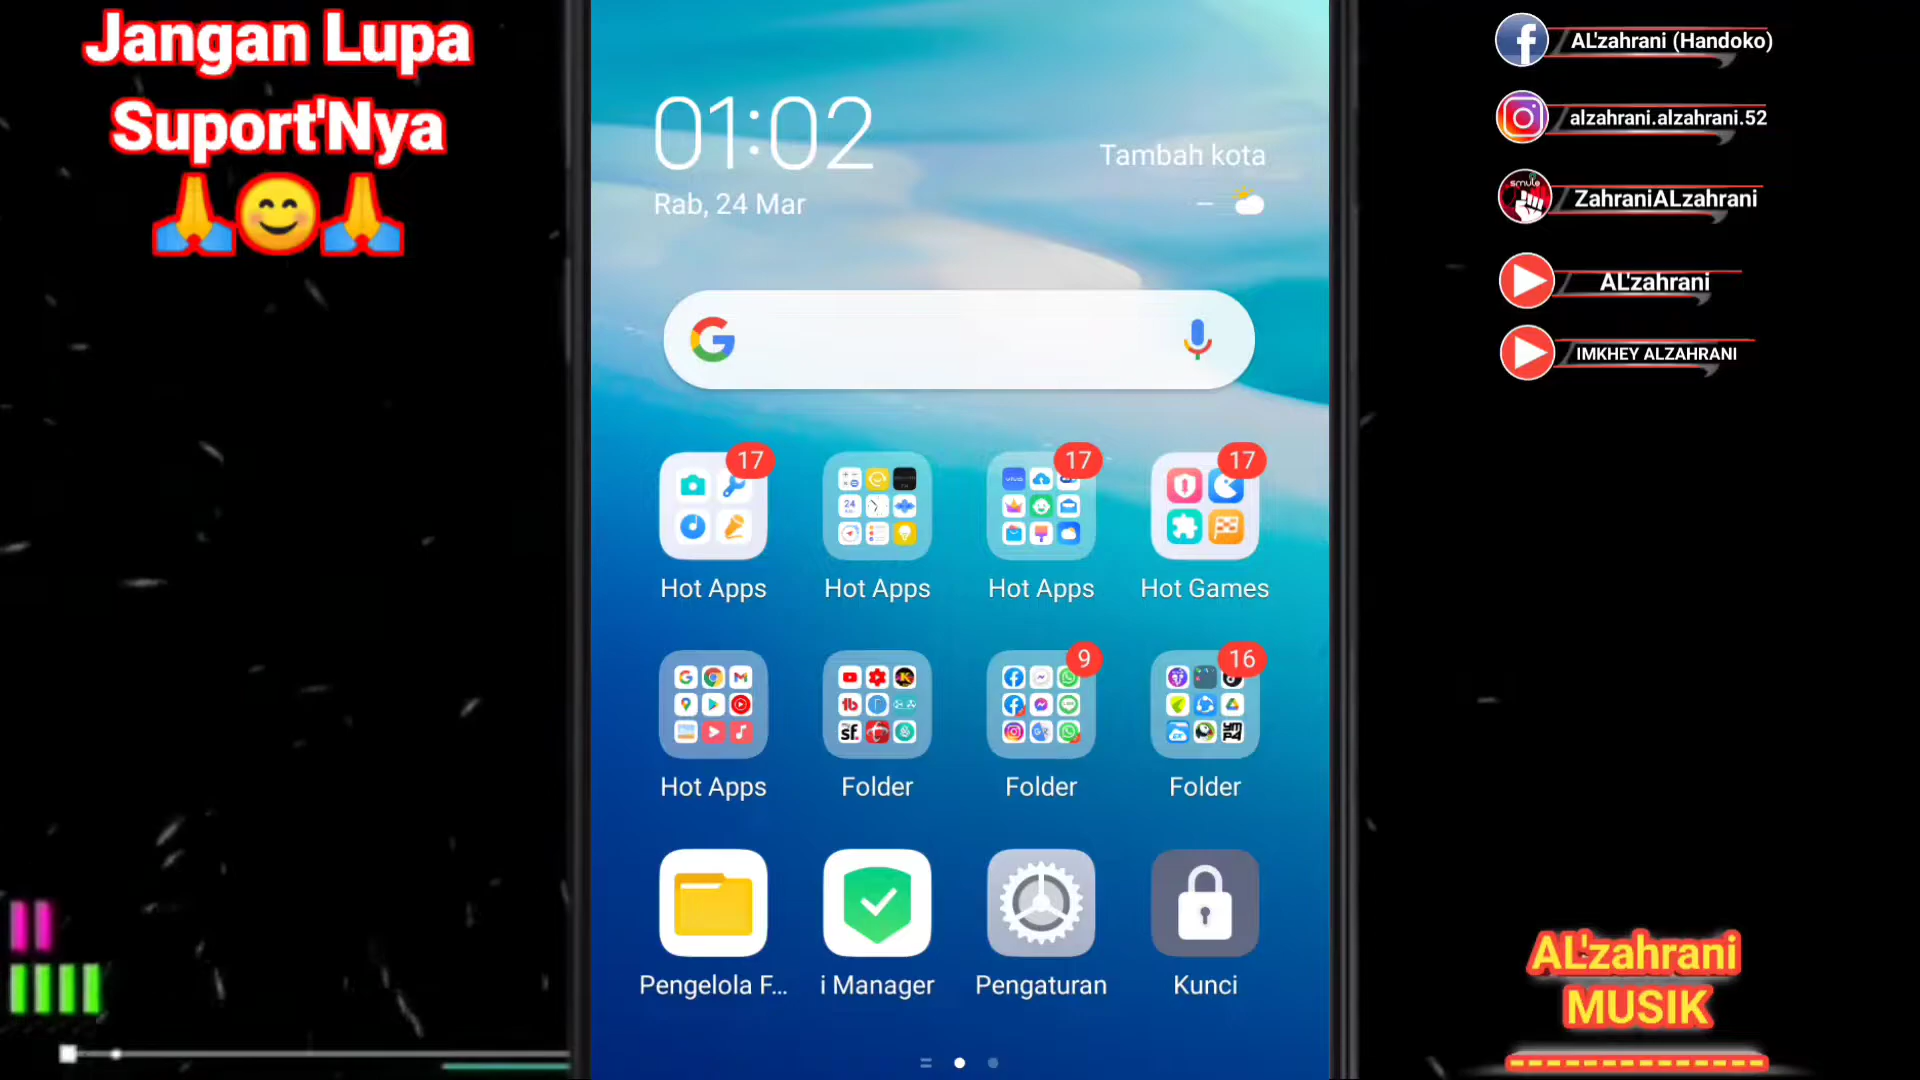 Jangan Lupa
Suport'Nya
01:02
Rab, 24 Mar
Tambah kota
17
17
17
Hot Apps
Hot Apps
Hot Apps
Hot Games
9
16
Hot Apps
Folder
Folder
Folder
Pengelola F...
i Manager
Pengaturan
Kunci
AL'zahrani (Handoko)
alzahrani.alzahrani.52
ZahraniALzahrani
AL'zahrani
IMKHEY ALZAHRANI
AL'zahrani
MUSIK